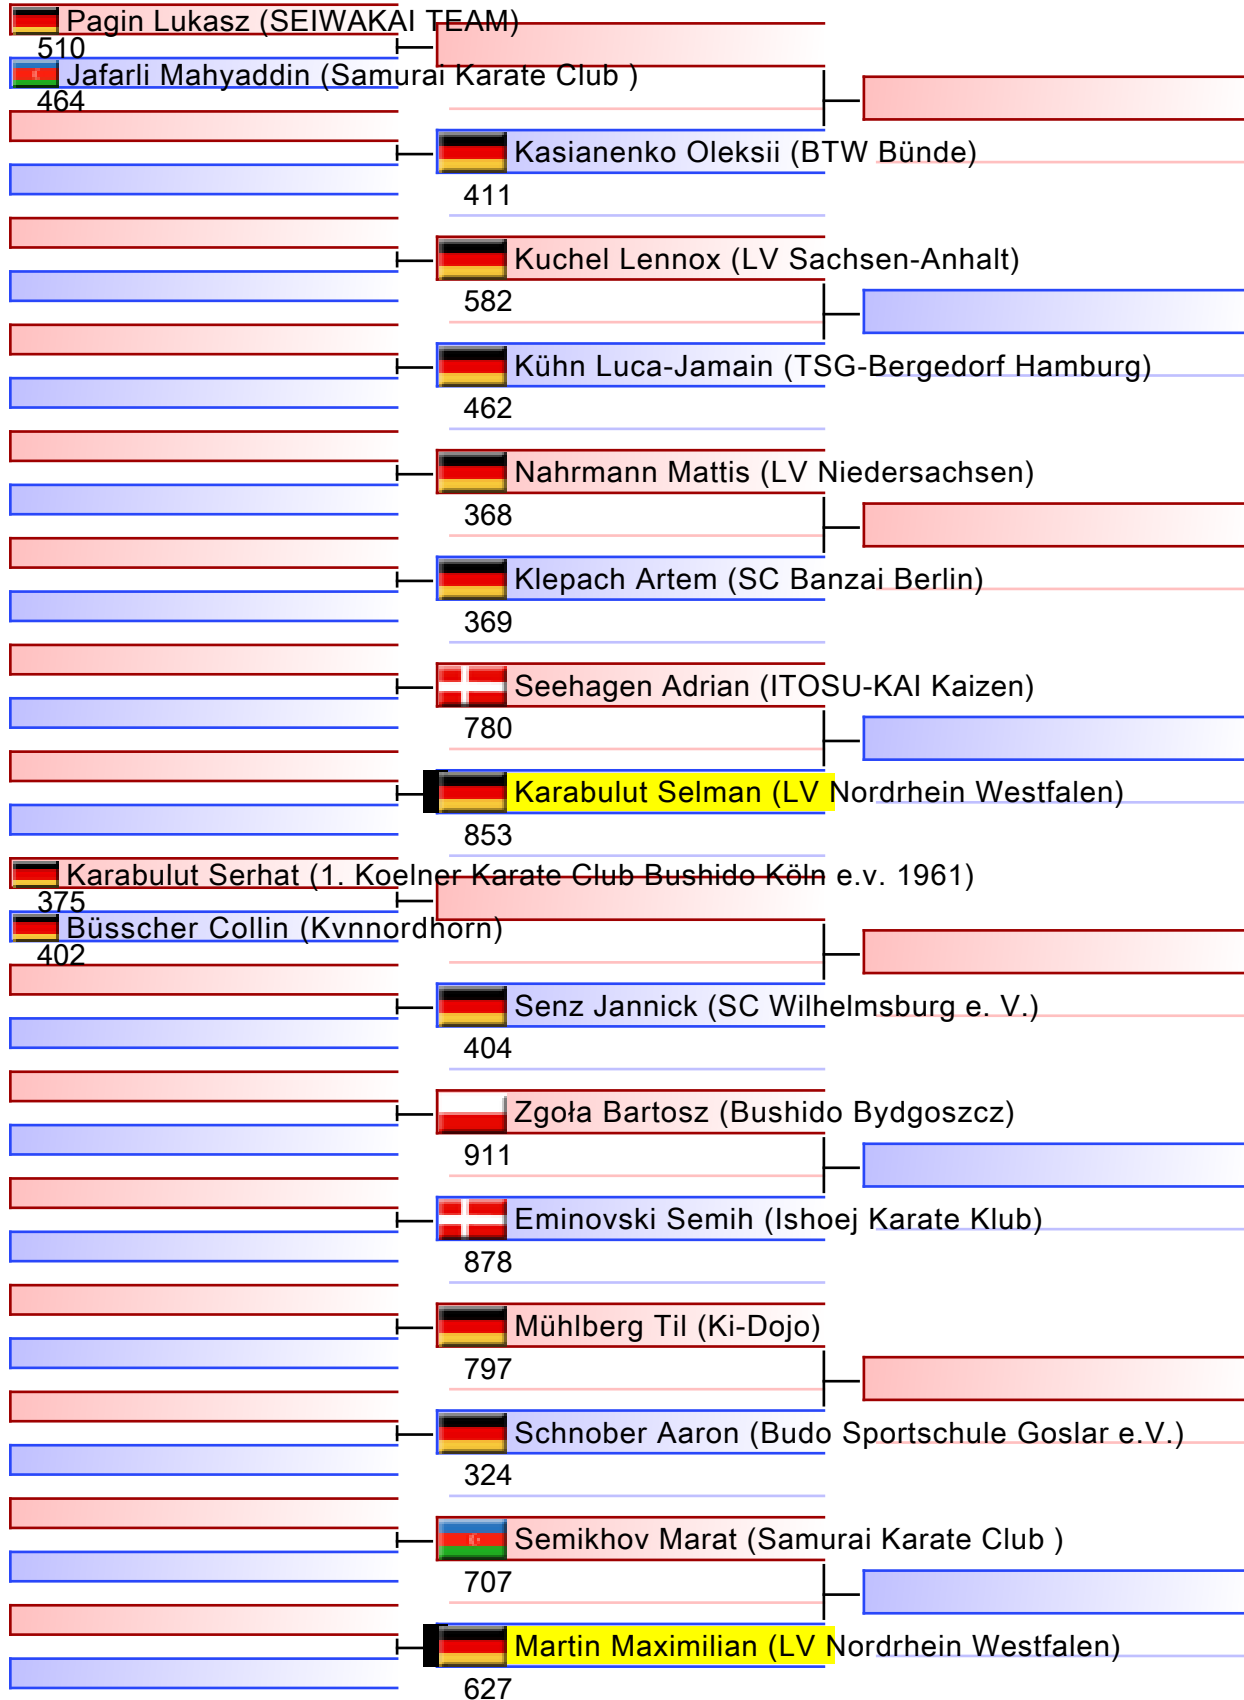 Pagin Lukasz (SEIWAKAI TEAM)
510
Jafarli Mahyaddin (Samurai Karate Club )
464
Kasianenko Oleksii (BTW Bünde)
411
Kuchel Lennox (LV Sachsen-Anhalt)
582
Kühn Luca-Jamain (TSG-Bergedorf Hamburg)
462
Nahrmann Mattis (LV Niedersachsen)
368
Klepach Artem (SC Banzai Berlin)
369
Seehagen Adrian (ITOSU-KAI Kaizen)
780
Karabulut Selman (LV Nordrhein Westfalen)
853
Karabulut Serhat (1. Koelner Karate Club Bushido Köln e.v. 1961)
375
Büsscher Collin (Kvnnordhorn)
402
Senz Jannick (SC Wilhelmsburg e. V.)
404
Zgoła Bartosz (Bushido Bydgoszcz)
911
Eminovski Semih (Ishoej Karate Klub)
878
Mühlberg Til (Ki-Dojo)
797
Schnober Aaron (Budo Sportschule Goslar e.V.)
324
Semikhov Marat (Samurai Karate Club )
707
Martin Maximilian (LV Nordrhein Westfalen)
627